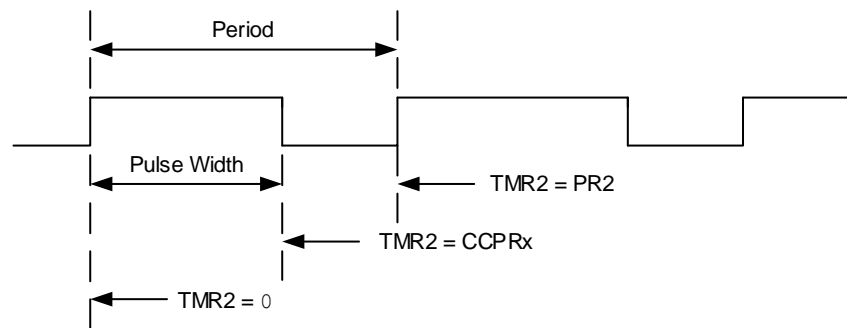 Period
Pulse Width
TMR2 = PR2
TMR2 = CCPRx
TMR2 = 0